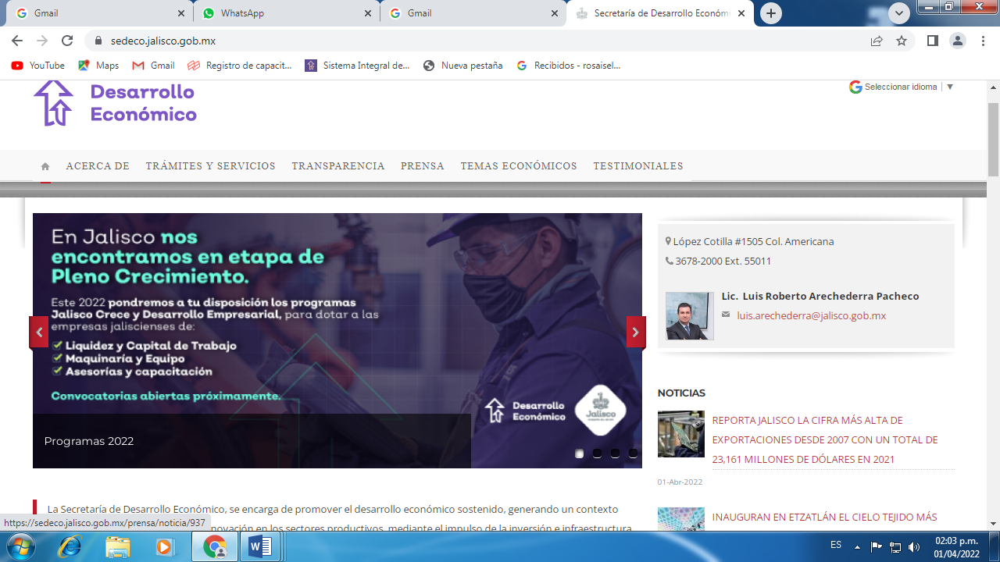 Gmail
WhatsApp
Gmail
Secretaría de Desarrollo Económi
sedeco.jalisco.gob.mx
YouTube
Maps
Gmail
Registro de capacit...
Sistema Integral de...
Nueva pestaña
Recibidos - rosaisel...
Desarrollo
Económico
Seleccionar idioma
ACERCA DE
TRÁMITES Y SERVICIOS
TRANSPARENCIA
PRENSA
TEMAS ECONÓMICOS
TESTIMONIALES
En Jalisco nos
encontramos en etapa de
Pleno Crecimiento.
Este 2022 pondremos a tu disposición los programas
Jalisco Crece y Desarrollo Empresarial, para dotar a las
empresas jaliscienses de:
Liquidez y Capital de Trabajo
Maquinaría y Equipo
Asesorías y capacitación
Convocatorias abiertas próximamente.
Desarrollo
Económico
Jalisco
Programas 2022
López Cotilla #1505 Col. Americana
3678-2000 Ext. 55011
Lic. Luis Roberto Arechederra Pacheco
luis.arechederra@jalisco.gob.mx
NOTICIAS
REPORTA JALISCO LA CIFRA MÁS ALTA DE
EXPORTACIONES DESDE 2007 CON UN TOTAL DE
23,161 MILLONES DE DÓLARES EN 2021
01-Abr-2022
INAUGURAN EN ETZATLÁN EL CIELO TEJIDO MÁS
La Secretaría de Desarrollo Económico, se encarga de promover el desarrollo económico sostenido, generando un contexto
novación en los sectores productivos, mediante el impulso de la inversión e infraestructura
https://sedeco.jalisco.gob.mx/prensa/noticia/937
ES
02:03 p.m.
01/04/2022